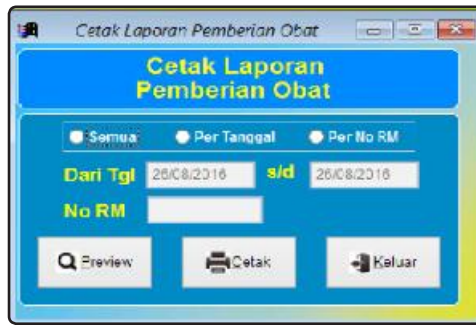 Cetak Laporan Pemberian Obat
Cetak Laporan
Pemberian Obat
Semua Per Tanggal Per No RM
Dari Tgl 26/08/2016 s/d 26/08/2016
No RM
Preview Cetak Keluar